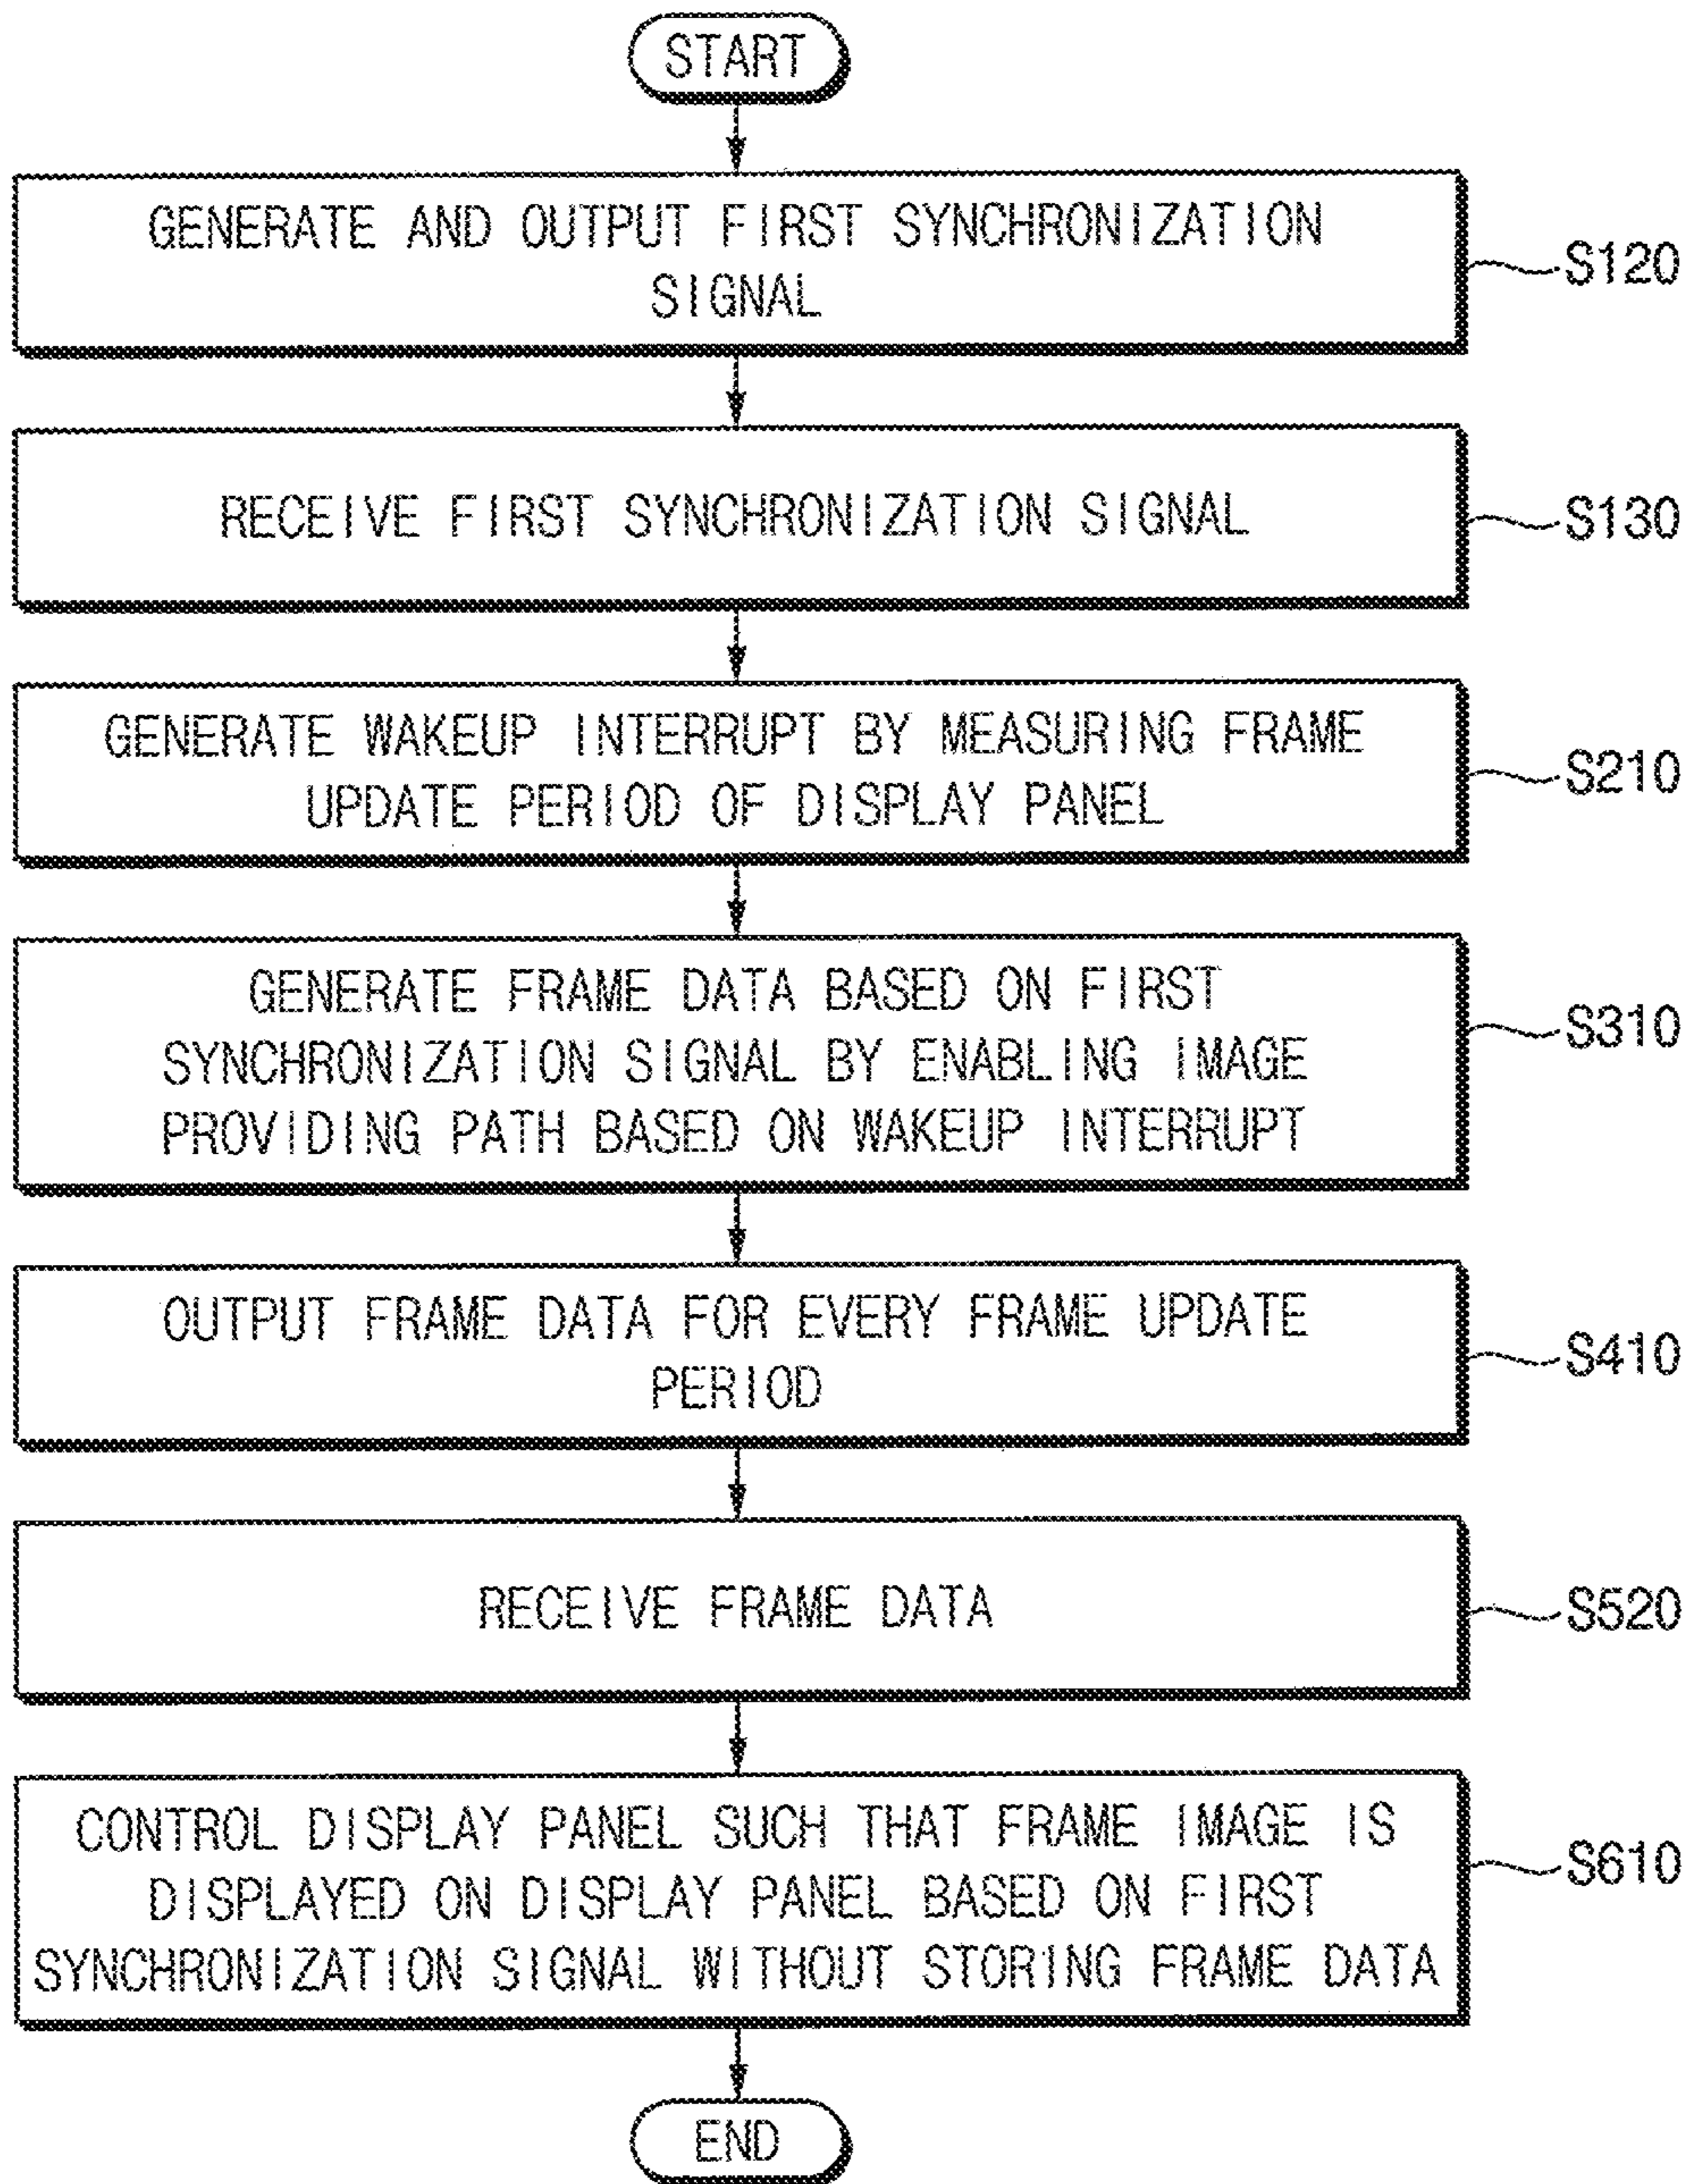 START
GENERATE AND OUTPUT FIRST SYNCHRONIZATION
SIGNAL
S120
RECEIVE FIRST SYNCHRONIZATION SIGNAL
S130
GENERATE WAKEUP INTERRUPT BY MEASURING FRAME
UPDATE PERIOD OF DISPLAY PANEL
S210
GENERATE FRAME DATA BASED ON FIRST
SYNCHRONIZATION SIGNAL BY ENABLING IMAGE
PROVIDING PATH BASED ON WAKEUP INTERRUPT
S310
OUTPUT FRAME DATA FOR EVERY FRAME UPDATE
PERIOD
S410
RECEIVE FRAME DATA
S520
CONTROL DISPLAY PANEL SUCH THAT FRAME IMAGE IS
DISPLAYED ON DISPLAY PANEL BASED ON FIRST
SYNCHRONIZATION SIGNAL WITHOUT STORING FRAME DATA
S610
END